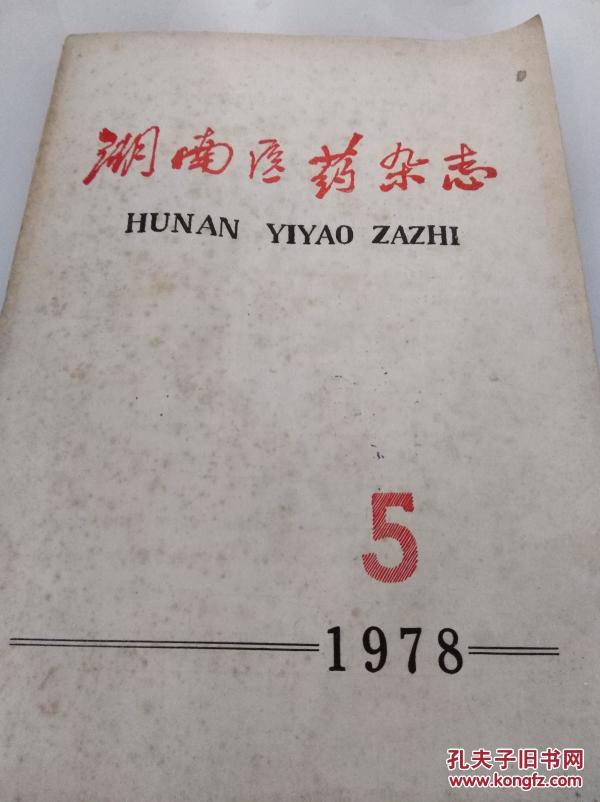 湖南医药杂志
HUNAN YIYAO ZAZHI
5
1978
孔夫子旧书网
www.kongfz.com